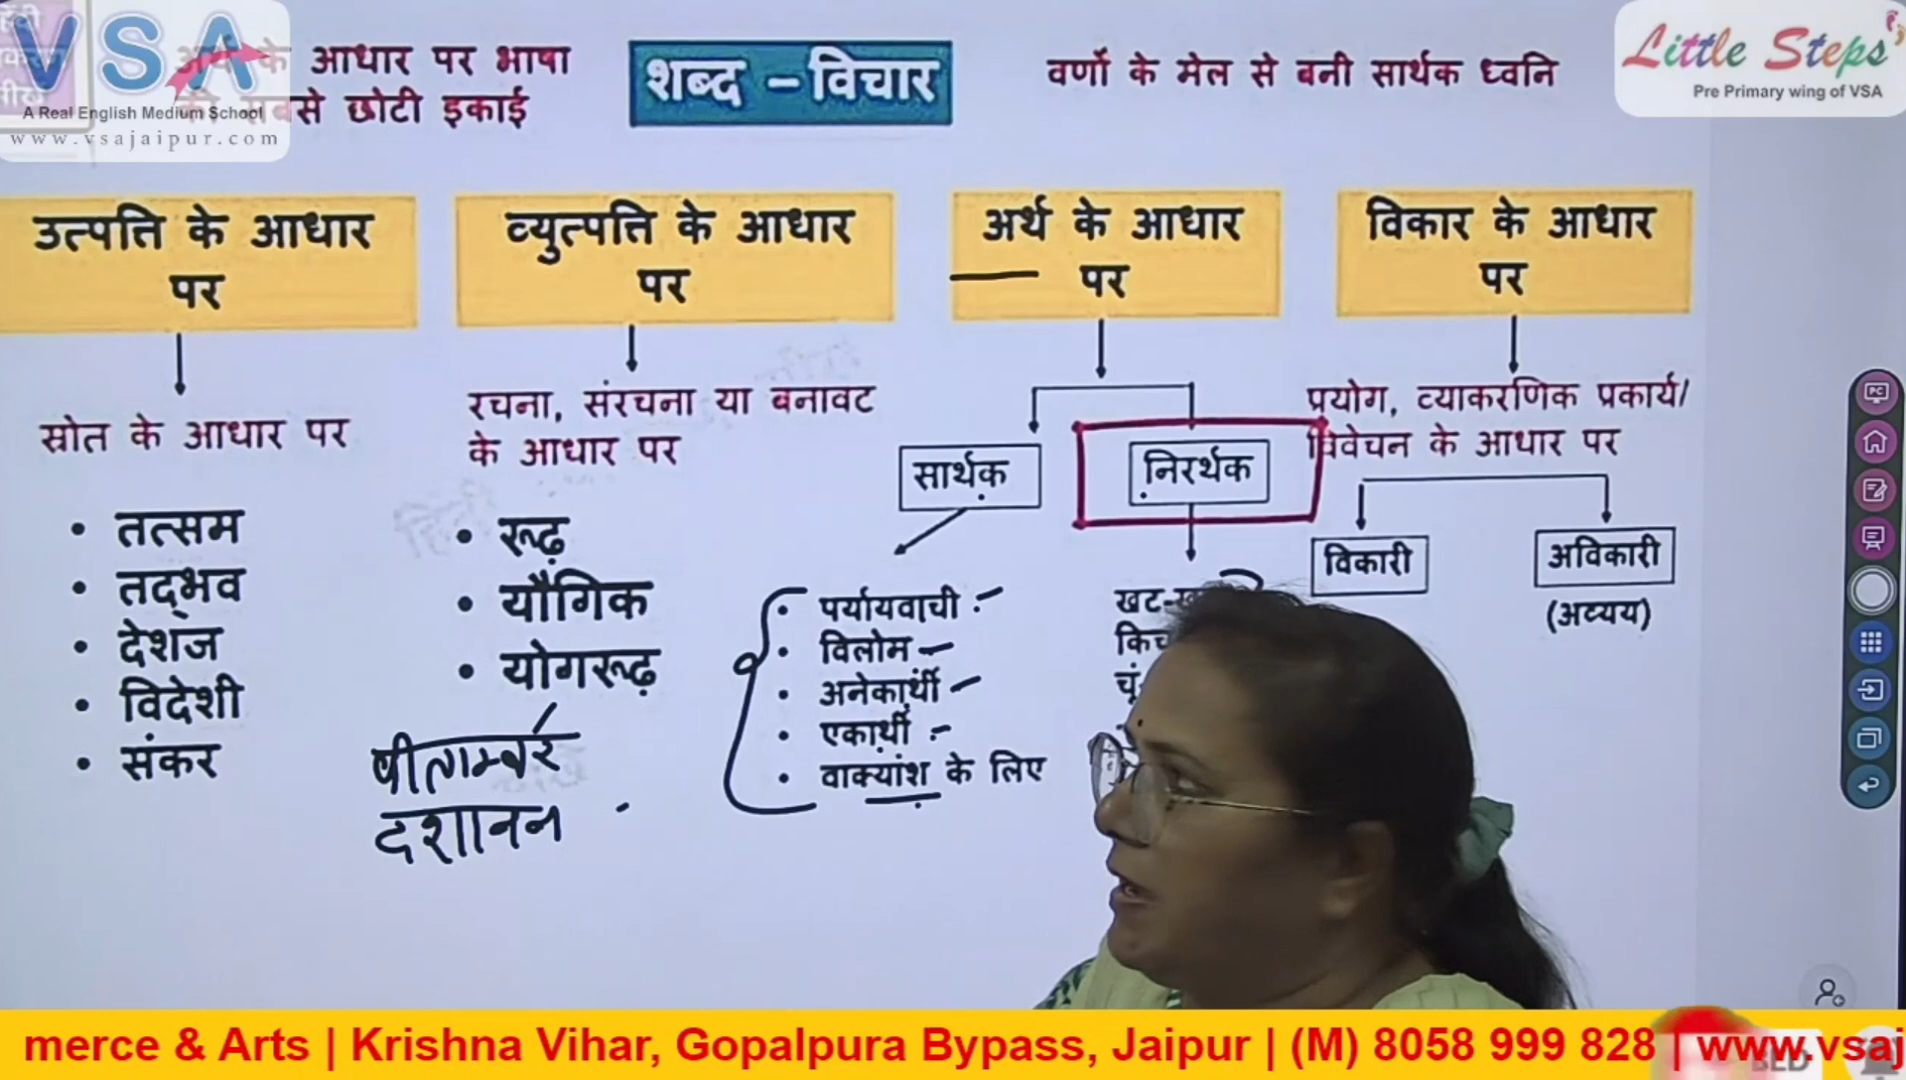 VSA
A Real English Medium School
www.vsajaipur.com
के आधार पर भाषा
सबसे छोटी इकाई
शब्द – विचार
वर्णों के मेल से बनी सार्थक ध्वनि
Little Steps
Pre Primary wing of VSA
उत्पत्ति के आधार
पर
व्युत्पत्ति के आधार
पर
अर्थ के आधार
पर
विकार के आधार
पर
स्रोत के आधार पर
रचना, संरचना या बनावट
के आधार पर
प्रयोग, व्याकरणिक प्रकार्य/
विवेचन के आधार पर
सार्थक
निरर्थक
विकारी
अविकारी
(अव्यय)
• तत्सम
• तद्भव
• देशज
• विदेशी
• संकर
• रूढ़
• यौगिक
• योगरूढ़
पीताम्बर
दशानन
• पर्यायवाची
• विलोम
• अनेकार्थी
• एकार्थी
• वाक्यांश के लिए
खट-
merce & Arts | Krishna Vihar, Gopalpura Bypass, Jaipur | (M) 8058 999 828 | www.vsaj